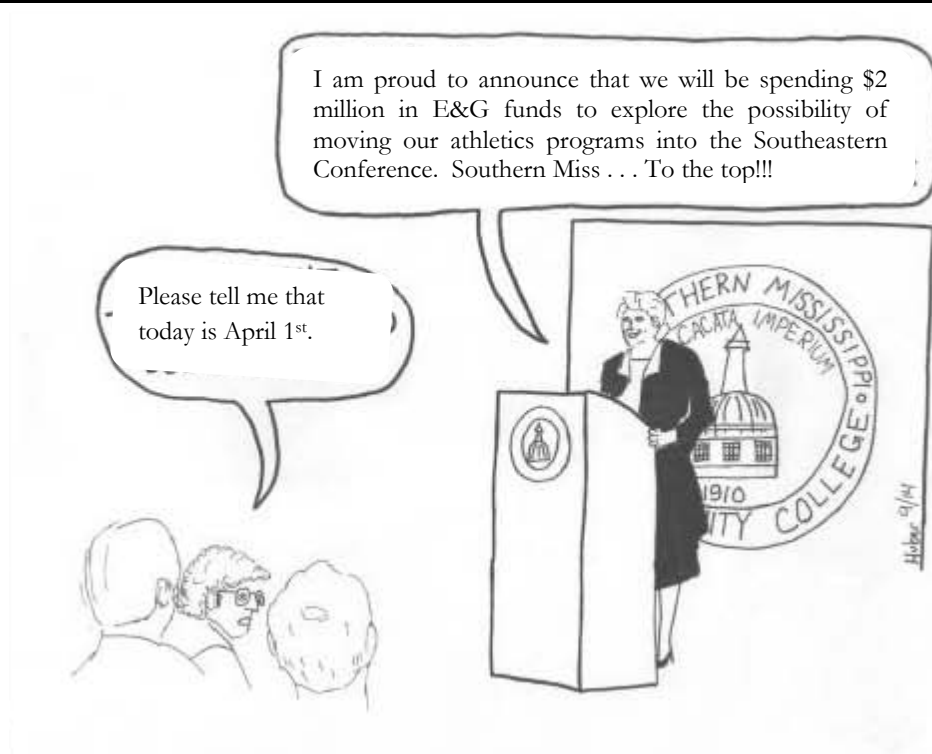 I am proud to announce that we will be spending $2
million in E&G funds to explore the possibility of
moving our athletics programs into the Southeastern
Conference. Southern Miss . . . To the top!!!
Please tell me that
today is April 1st.
THERN MISSISSIPPI
CACATA IMPERIUM
1910
ITY COLLEGE
Huber 9/14